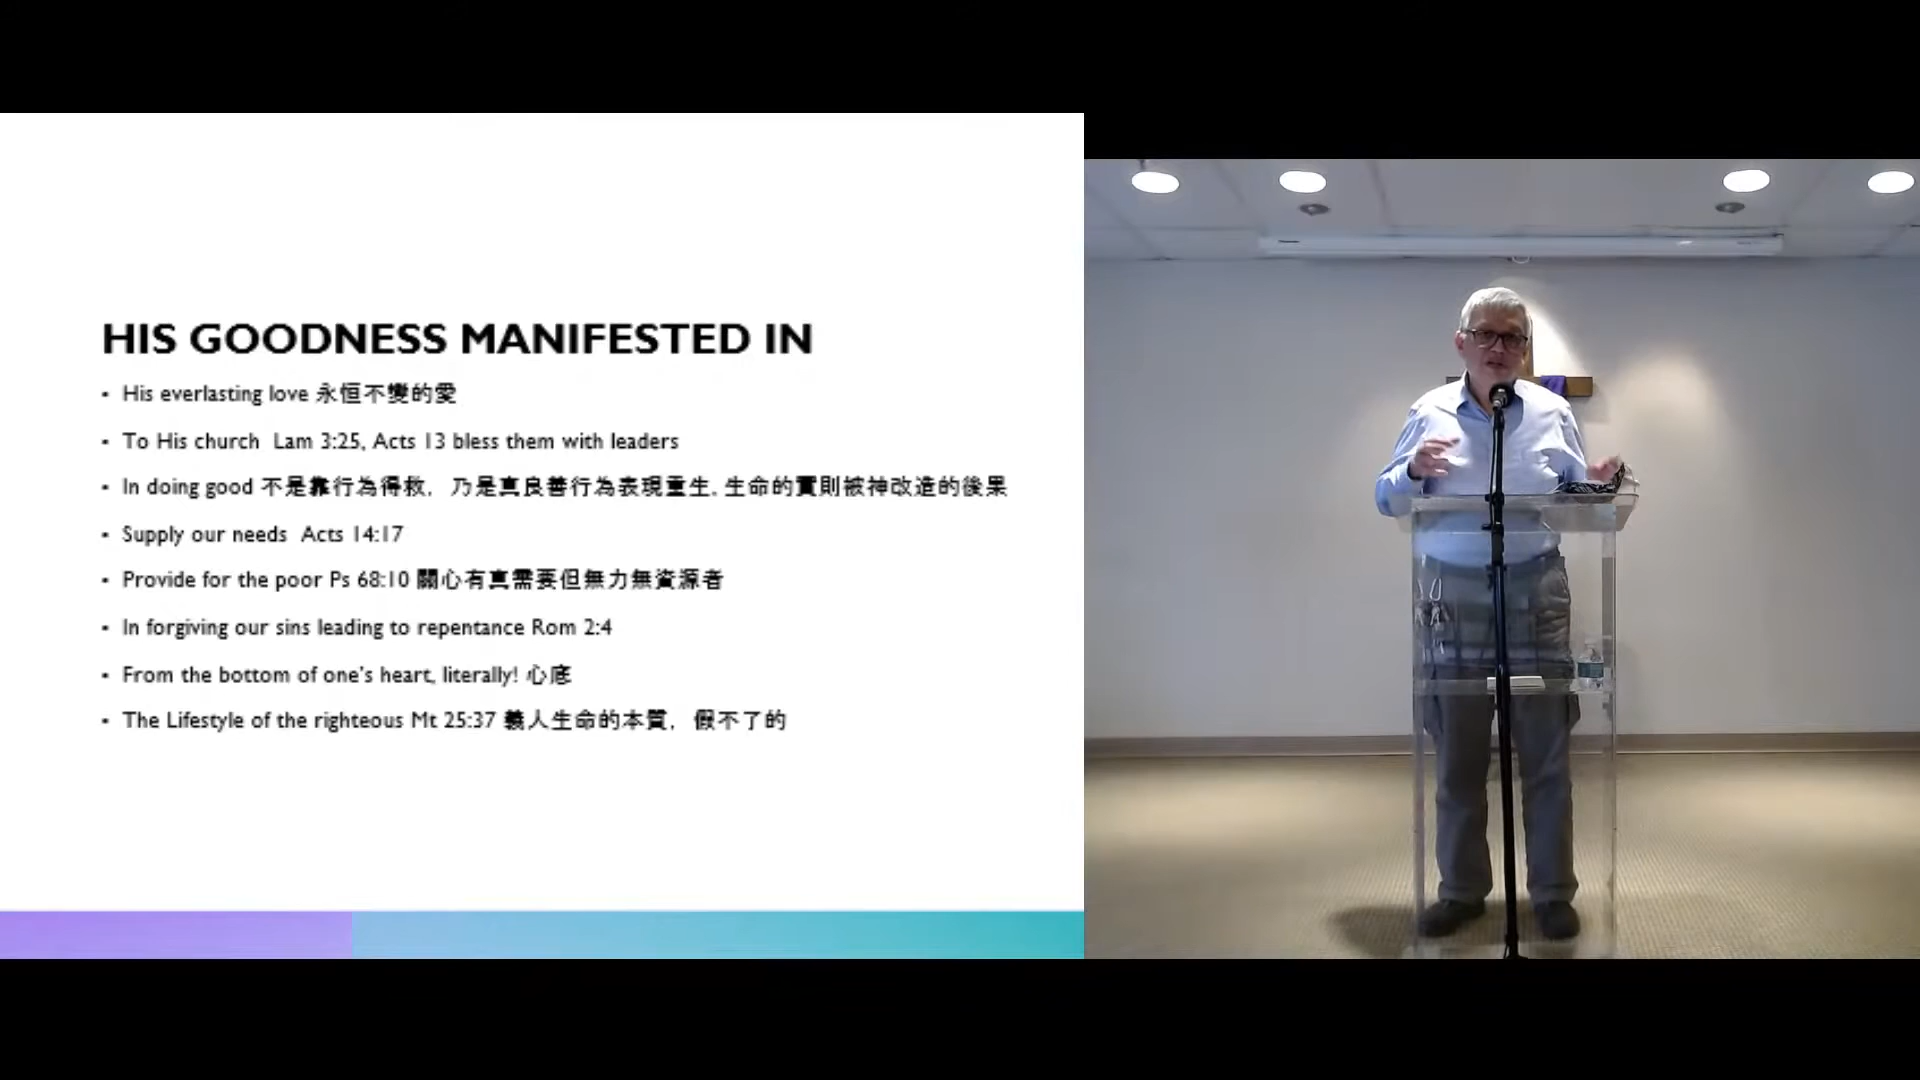 HIS GOODNESS MANIFESTED IN
• His everlasting love 永恒不變的愛
• To His church Lam 3:25, Acts 13 bless them with leaders
• In doing good 不是靠行為得救，乃是真良善行為表現重生，生命的實則被神改造的後果
• Supply our needs Acts 14:17
• Provide for the poor Ps 68:10 關心有真需要但無力無資源者
• In forgiving our sins leading to repentance Rom 2:4
• From the bottom of one's heart, literally! 心底
• The Lifestyle of the righteous Mt 25:37 義人生命的本質，假不了的